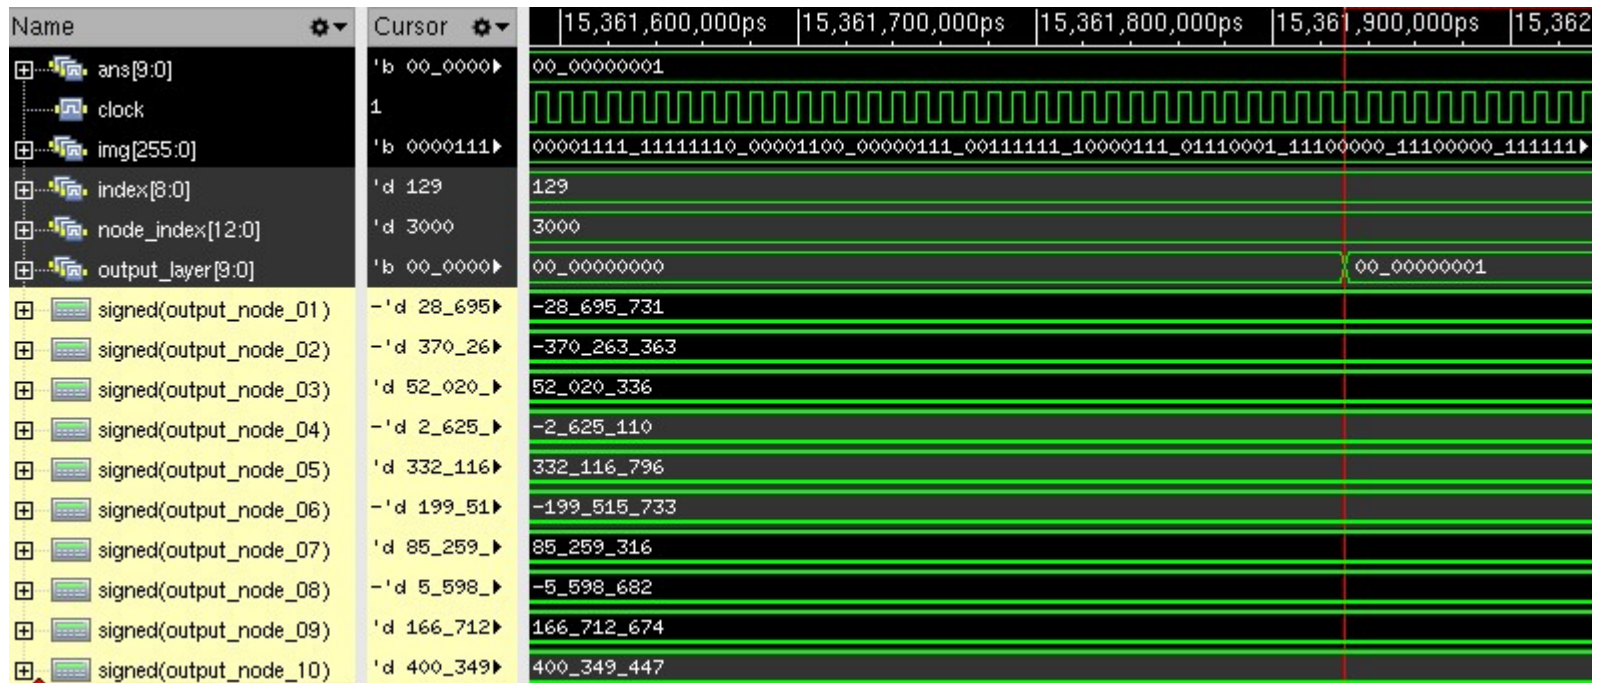 Name Cursor 15,361,600,000ps 15,361,700,000ps 15,361,800,000ps 15,361,900,000ps 15,362
ans[9:0] 'b 00_0000 00_00000001
clock 1
img[255:0] 'b 0000111 00001111_11111110_00001100_00000111_00111111_10000111_01110001_11100000_11100000_111111
index[8:0] 'd 129 129
node_index[12:0] 'd 3000 3000
output_layer[9:0] 'b 00_0000 00_00000000 00_00000001
signed(output_node_01) -'d 28_695 -28_695_731
signed(output_node_02) -'d 370_26 -370_263_363
signed(output_node_03) 'd 52_020_ 52_020_336
signed(output_node_04) -'d 2_625_ -2_625_110
signed(output_node_05) 'd 332_116 332_116_796
signed(output_node_06) -'d 199_51 -199_515_733
signed(output_node_07) 'd 85_259_ 85_259_316
signed(output_node_08) -'d 5_598_ -5_598_682
signed(output_node_09) 'd 166_712 166_712_674
signed(output_node_10) 'd 400_349 400_349_447